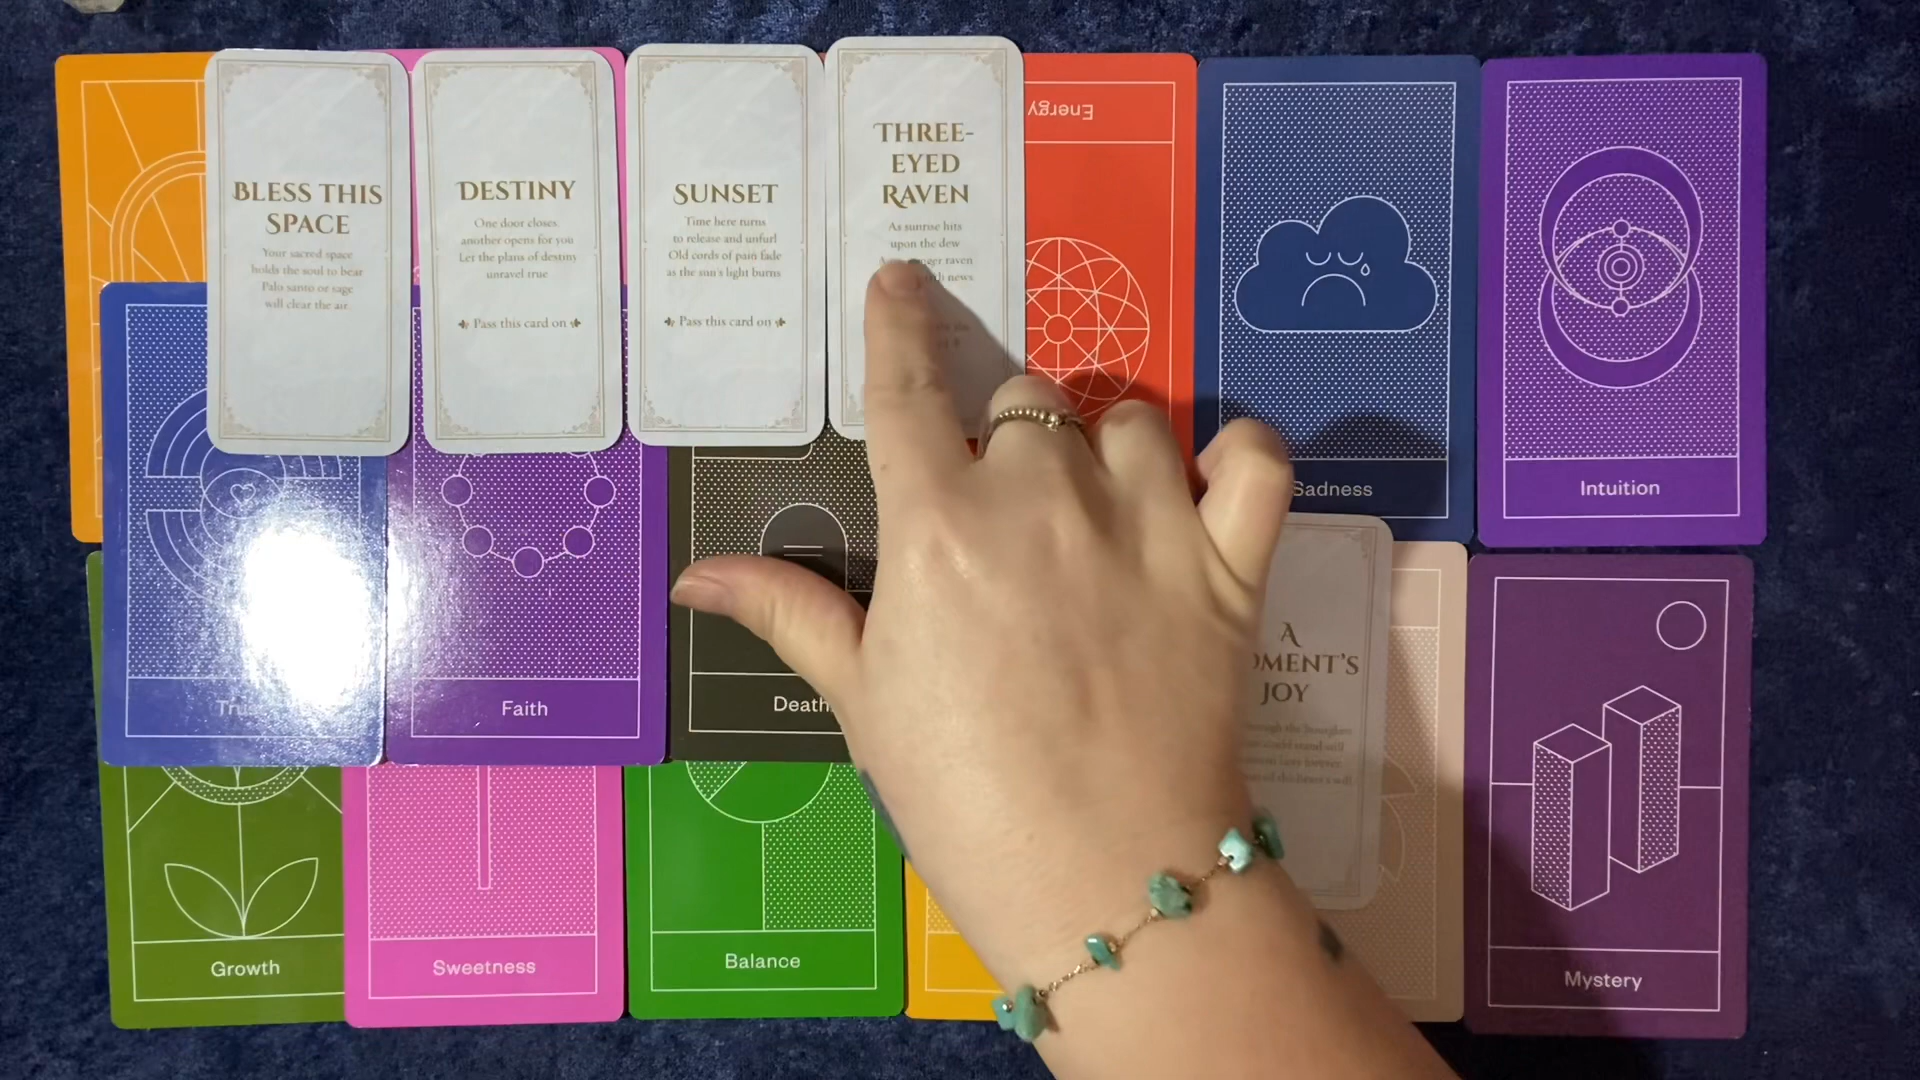 BLESS THIS
SPACE
Your sacred space
holds the soul to bear
Palo santo or sage
will clear the air.
DESTINY
One door closes
another opens for you
Let the plans of destiny
unravel true
Pass this card on
SUNSET
Time here turns
to release and unfurl
Old cords of pain fade
as the sun's light burns
Pass this card on
THREE-
EYED
RAVEN
As sunrise hits
upon the dew
raven
news
Energy
Sadness
Intuition
Faith
Death
A
JOY
Growth
Sweetness
Balance
Mystery